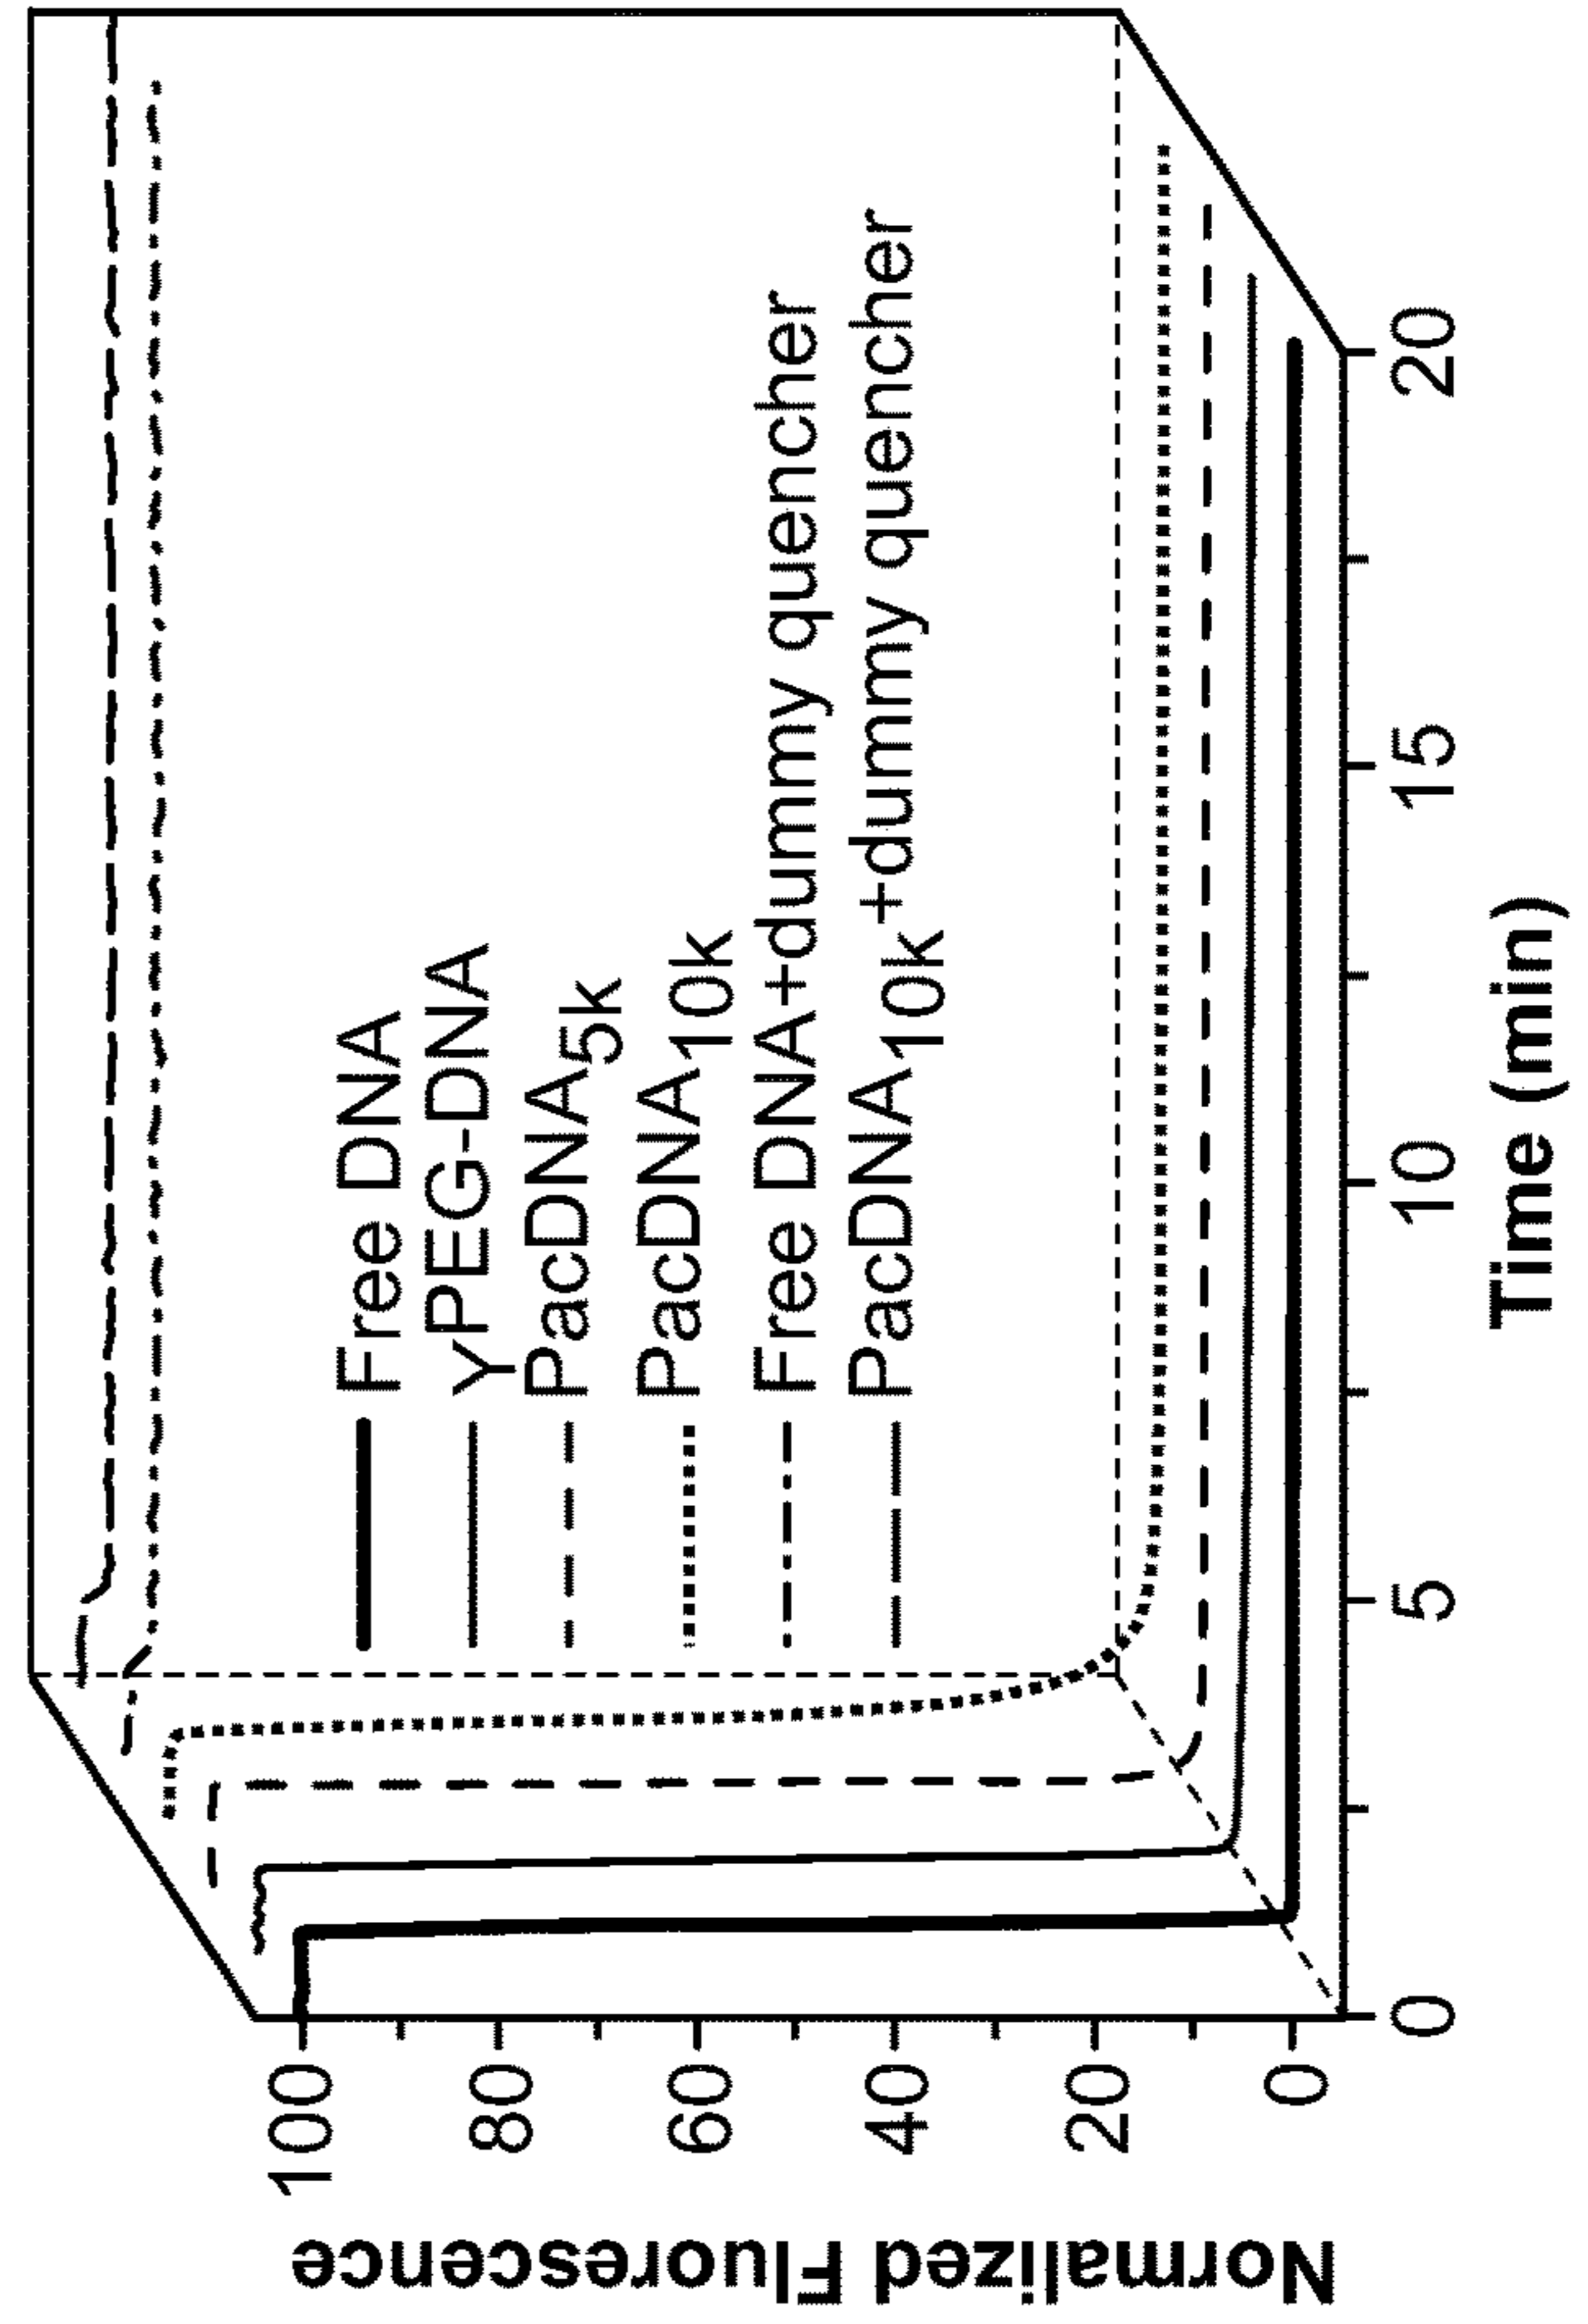 Normalized Fluorescence
100
80
60
40
20
0
Free DNA
YPEG-DNA
PacDNA5k
PacDNA10k
Free DNA+dummy quencher
PacDNA10k+dummy quencher
0 5 10 15 20
Time (min)